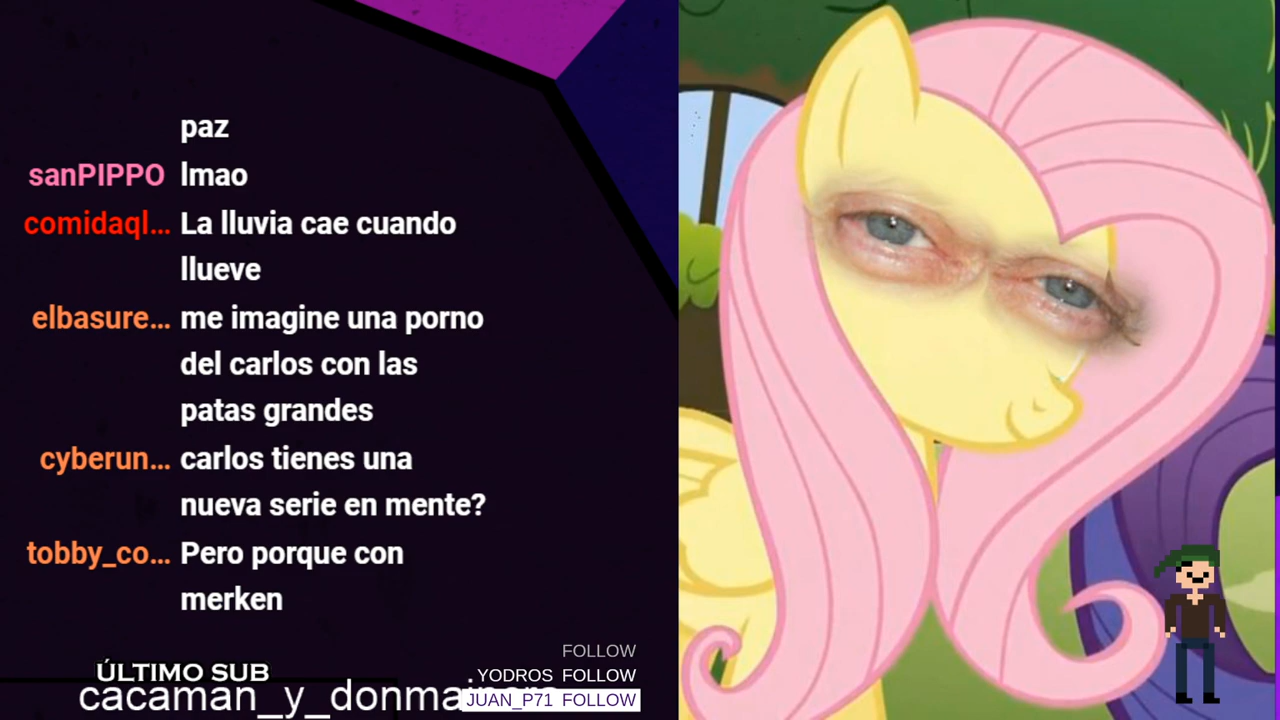 paz
sanPIPPO lmao
comidaql... La lluvia cae cuando
llueve
elbasure... me imagine una porno
del carlos con las
patas grandes
cyberun... carlos tienes una
nueva serie en mente?
tobby_co... Pero porque con
merken
FOLLOW
ÚLTIMO SUB
YODROS FOLLOW
JUAN_P71 FOLLOW